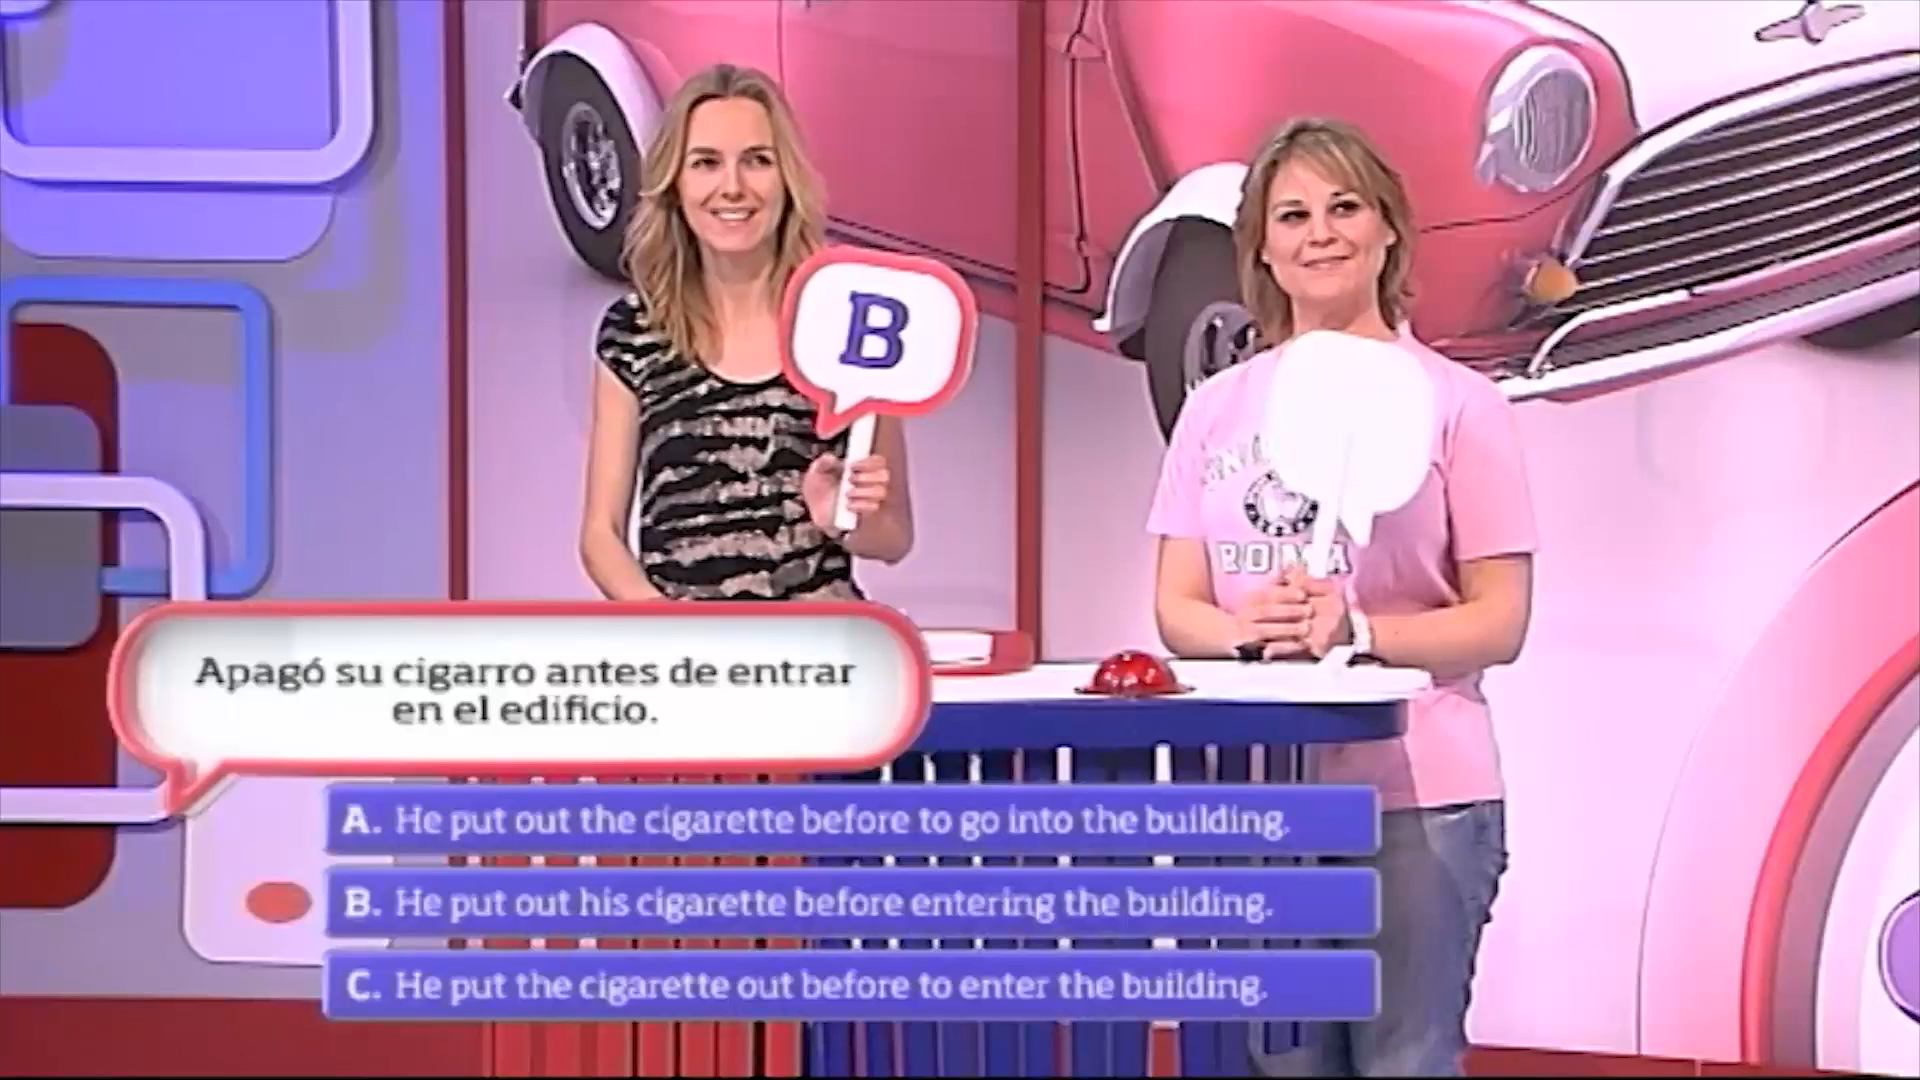 B
ROMA
Apagó su cigarro antes de entrar
en el edificio.
A. He put out the cigarette before to go into the building.
B. He put out his cigarette before entering the building.
C. He put the cigarette out before to enter the building.